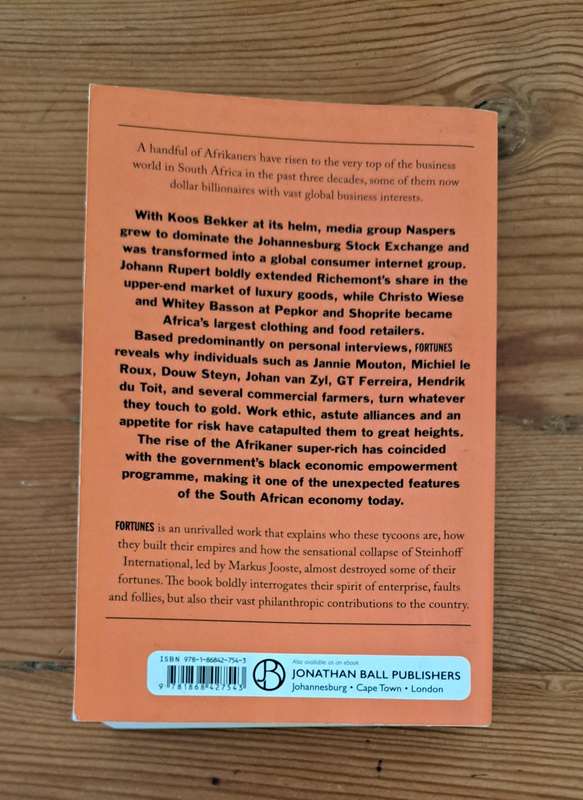 A handful of Afrikaners have risen to the very top of the business
world in South Africa in the past three decades, some of them now
dollar billionaires with vast global business interests.
With Koos Bekker at its helm, media group Naspers
grew to dominate the Johannesburg Stock Exchange and
was transformed into a global consumer internet group.
Johann Rupert boldly extended Richemont's share in the
upper-end market of luxury goods, while Christo Wiese
and Whitey Basson at Pepkor and Shoprite became
Africa's largest clothing and food retailers.
Based predominantly on personal interviews, FORTUNES
reveals why individuals such as Jannie Mouton, Michiel le
Roux, Douw Steyn, Johan van Zyl, GT Ferreira, Hendrik
du Toit, and several commercial farmers, turn whatever
they touch to gold. Work ethic, astute alliances and an
appetite for risk have catapulted them to great heights.
The rise of the Afrikaner super-rich has coincided
with the government's black economic empowerment
programme, making it one of the unexpected features
of the South African economy today.
FORTUNES is an unrivalled work that explains who these tycoons are, how
they built their empires and how the sensational collapse of Steinhoff
International, led by Markus Jooste, almost destroyed some of their
fortunes. The book boldly interrogates their spirit of enterprise, faults
and follies, but also their vast philanthropic contributions to the country.
ISBN 978-1-86842-754-3
9 781868 427543
Also available as an ebook
JB
JONATHAN BALL PUBLISHERS
Johannesburg • Cape Town • London